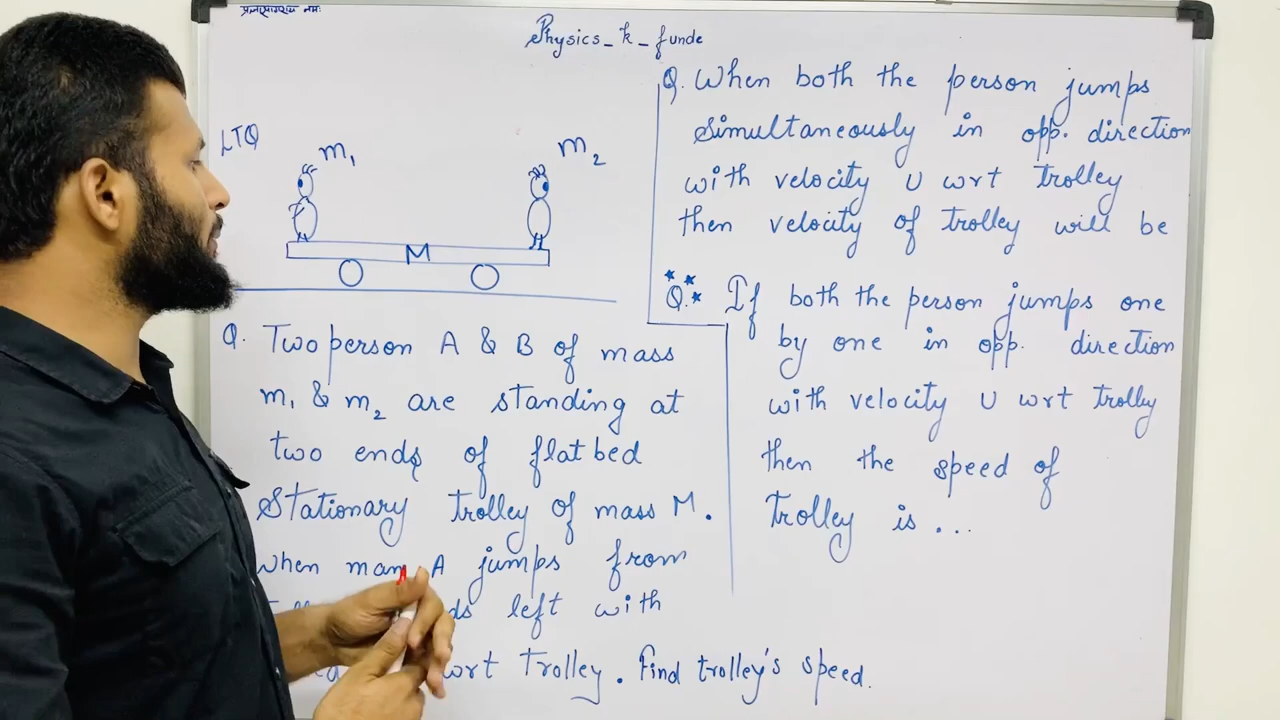 Physics_k_funde
LTQ
m₁
m₂
M
Q. Two person A & B of mass
m₁ & m₂ are standing at
two ends of flatbed
Stationary trolley of mass M.
when man A jumps from
left with
wrt Trolley. Find trolley's speed.
Q. When both the person jumps
Simultaneously in opp. direction
with velocity U wrt trolley
then velocity of trolley will be
Q. If both the person jumps one
by one in opp. direction
with velocity U wrt trolly
then the speed of
Trolley is ...